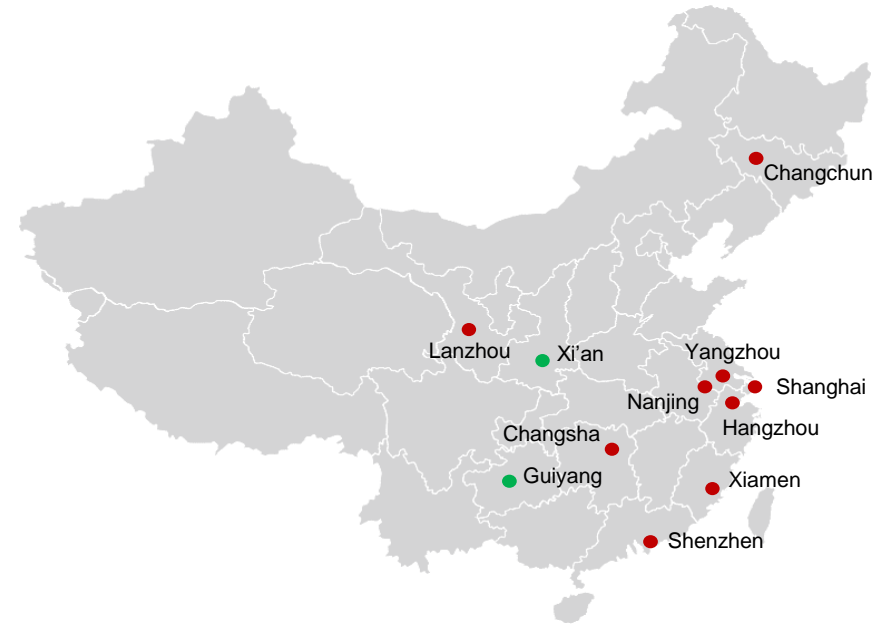 Changchun
Lanzhou
Xi’an
Yangzhou
Nanjing
Shanghai
Hangzhou
Changsha
Guiyang
Xiamen
Shenzhen